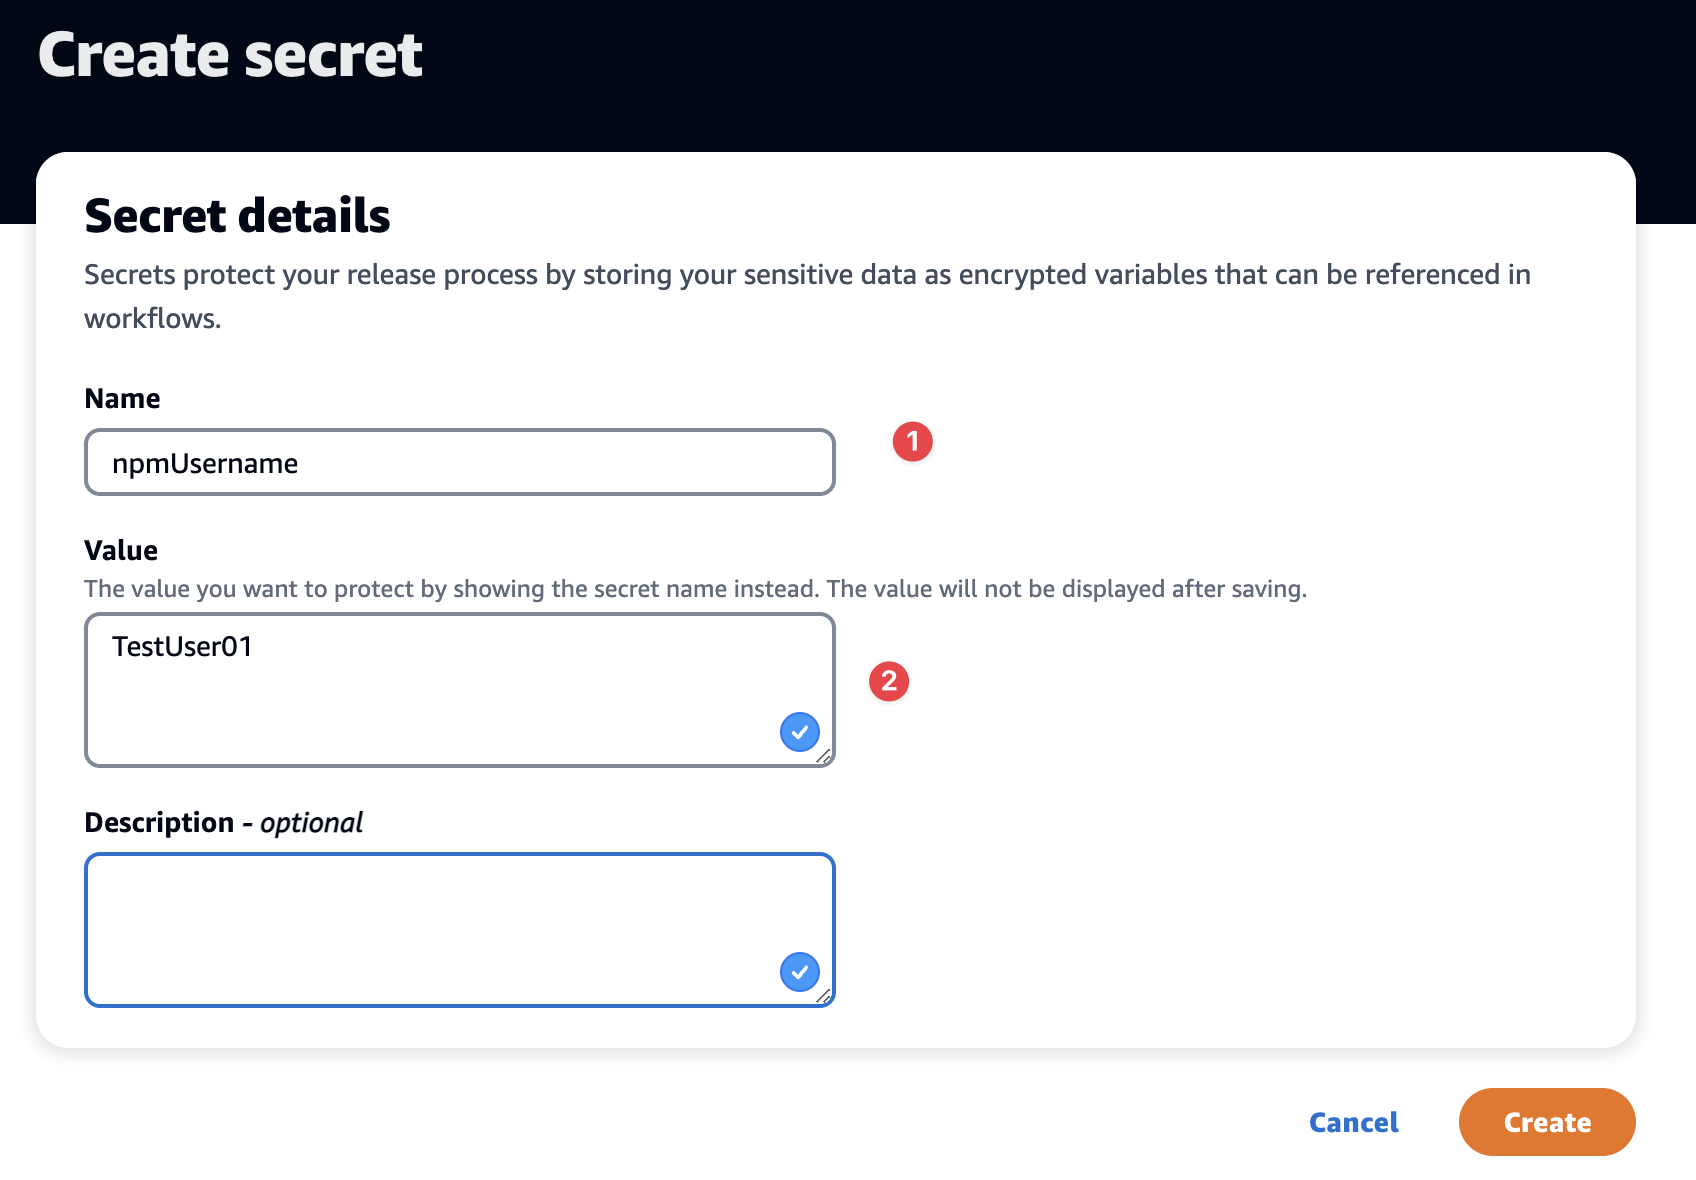 Create secret
Secret details
Secrets protect your release process by storing your sensitive data as encrypted variables that can be referenced in
workflows.
Name
npmUsername
1
Value
The value you want to protect by showing the secret name instead. The value will not be displayed after saving.
TestUser01
2
Description - optional
Cancel
Create